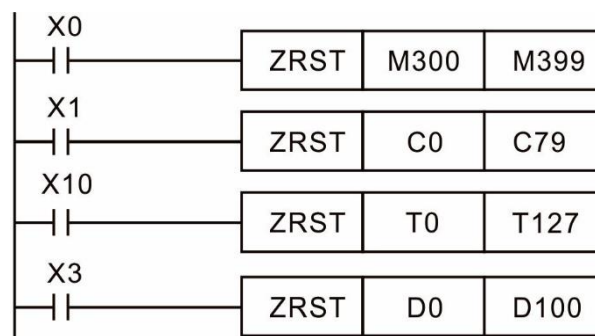 X0
ZRST M300 M399
X1
ZRST C0 C79
X10
ZRST T0 T127
X3
ZRST D0 D100